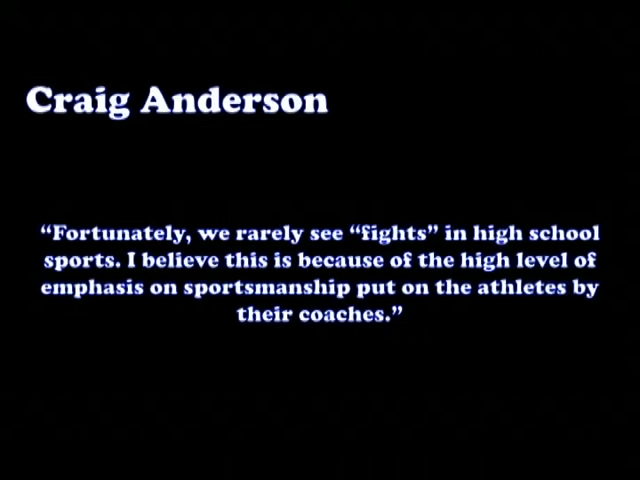 Craig Anderson
“Fortunately, we rarely see “fights” in high school
sports. I believe this is because of the high level of
emphasis on sportsmanship put on the athletes by
their coaches.”